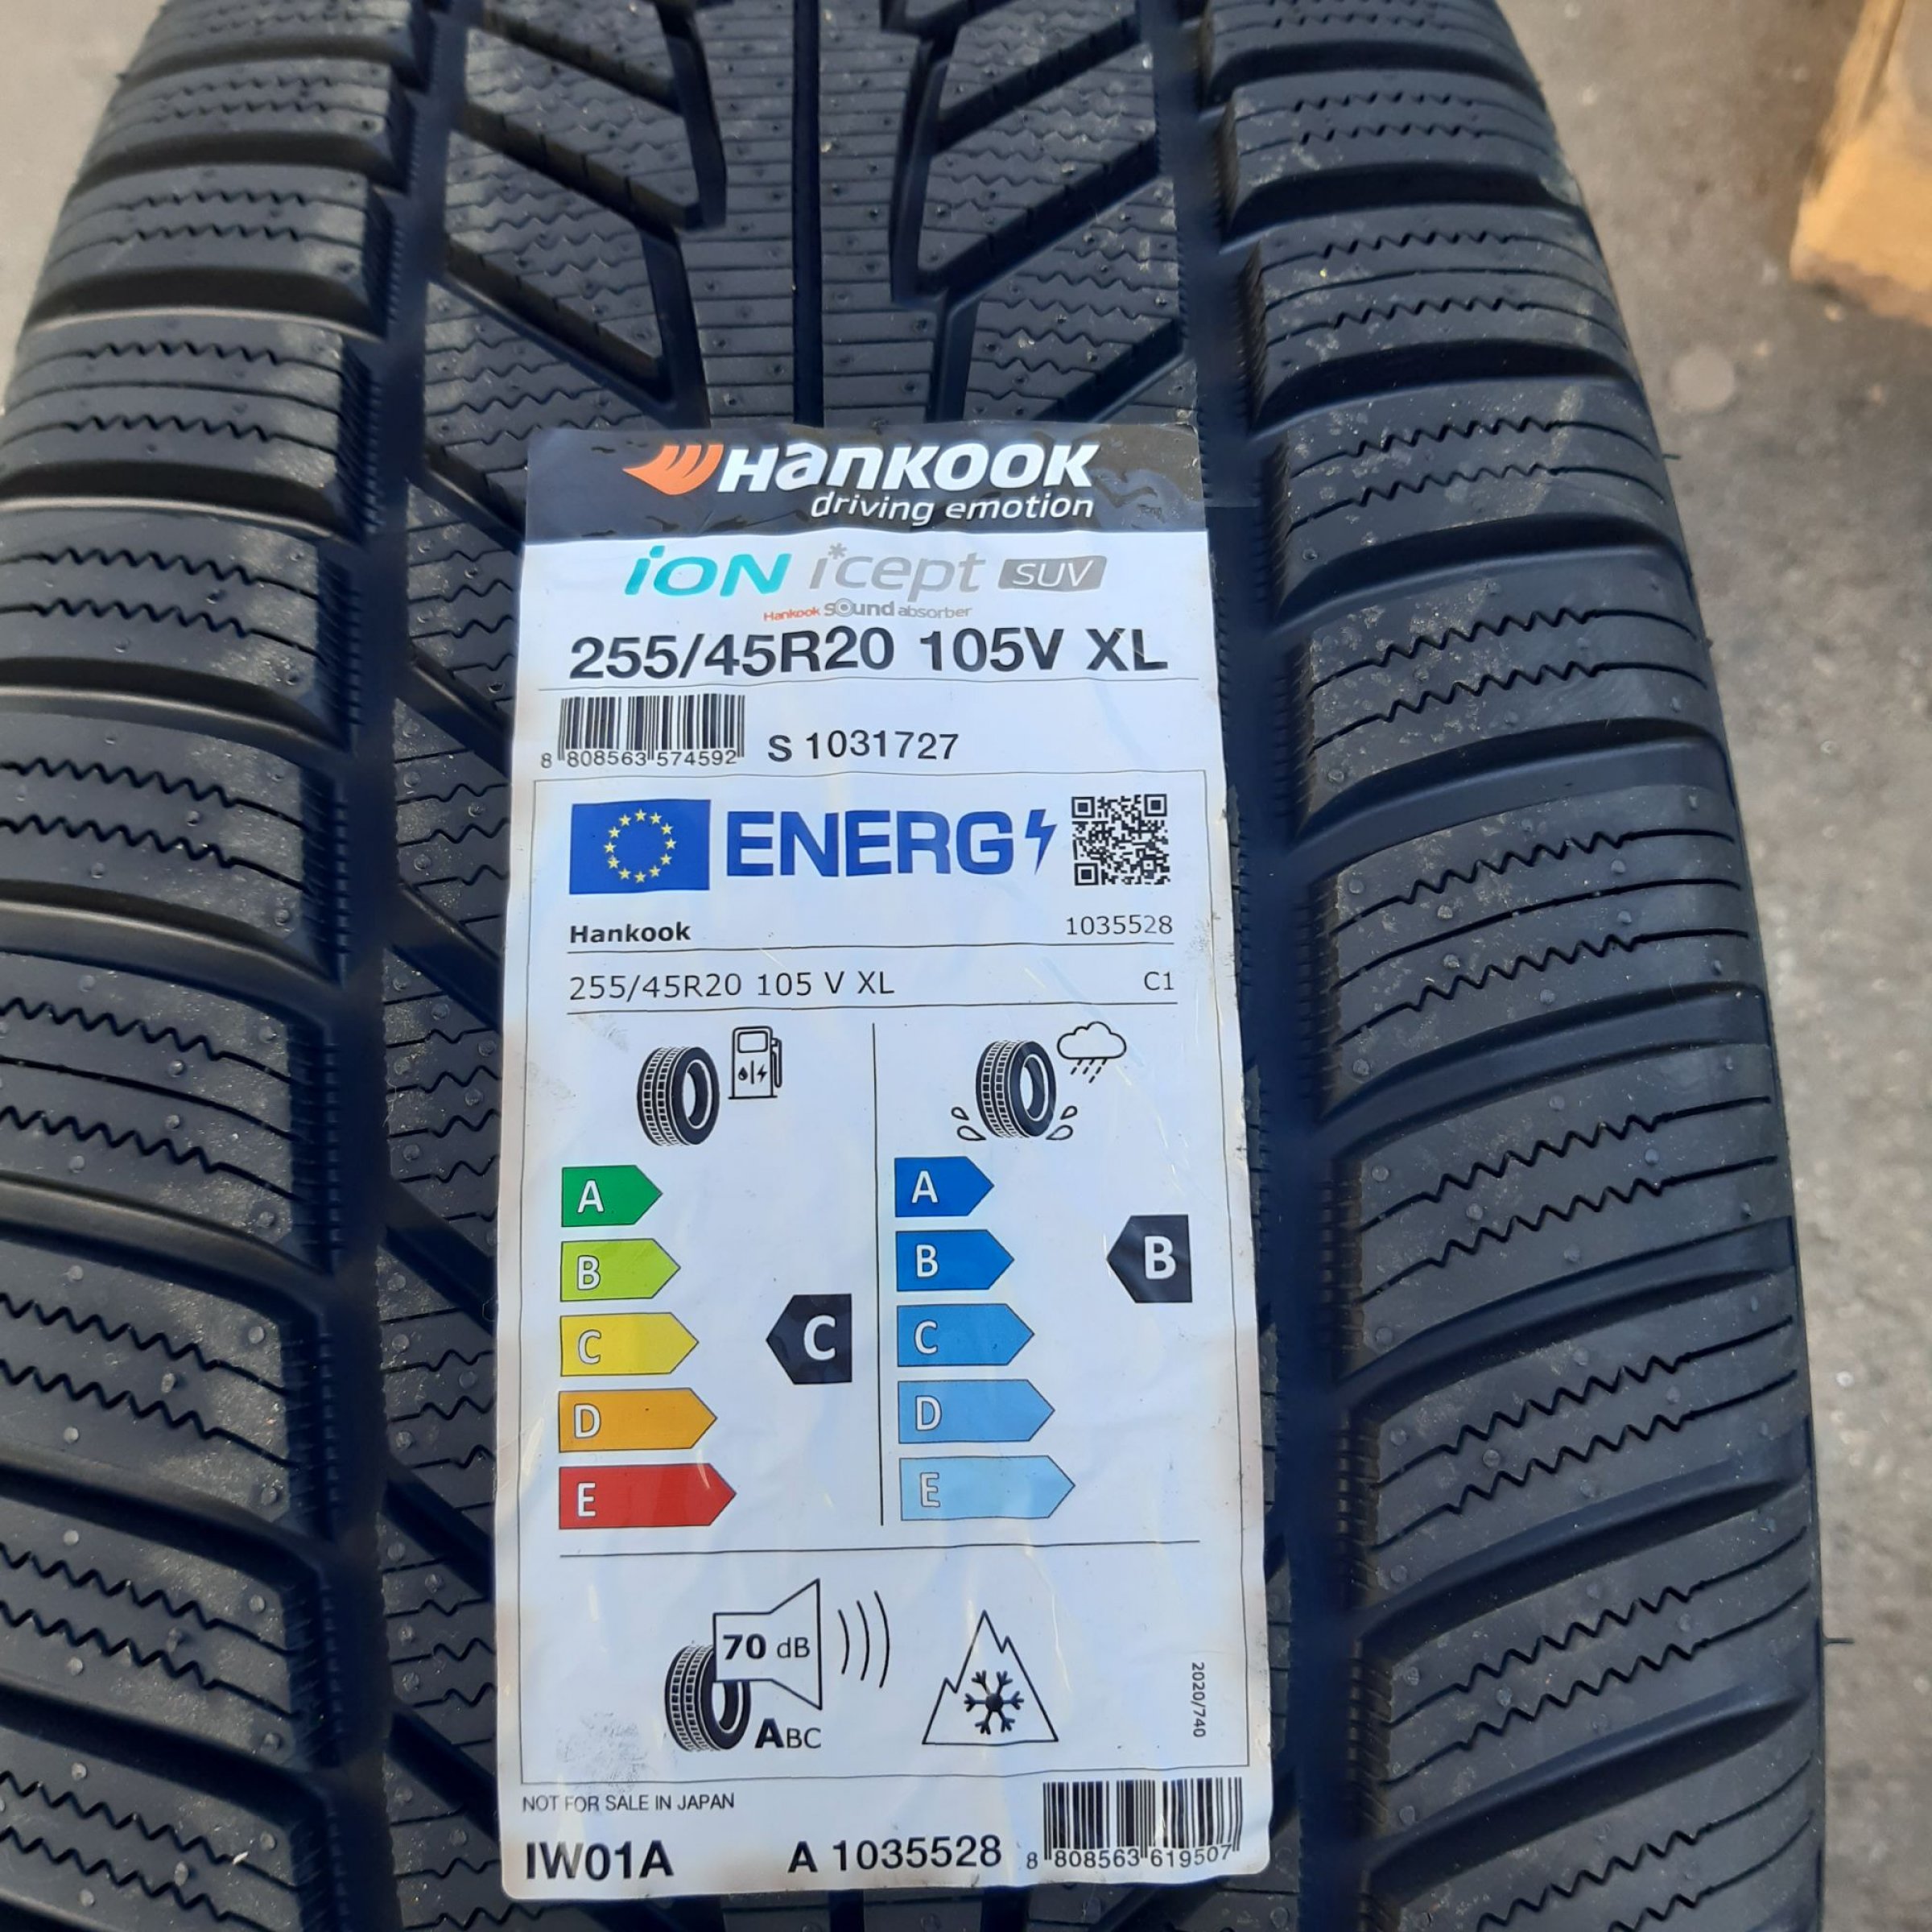 Hankook
driving emotion
iON i*cept SUV
Hankook Sound absorber
255/45R20 105V XL
8 808563 574592
S 1031727
ENERG
Hankook 1035528
255/45R20 105 V XL C1
A A
B B B
C C C
D D
E E
70 dB
ABC
2020/740
NOT FOR SALE IN JAPAN
IW01A A 1035528 8 808563 619507